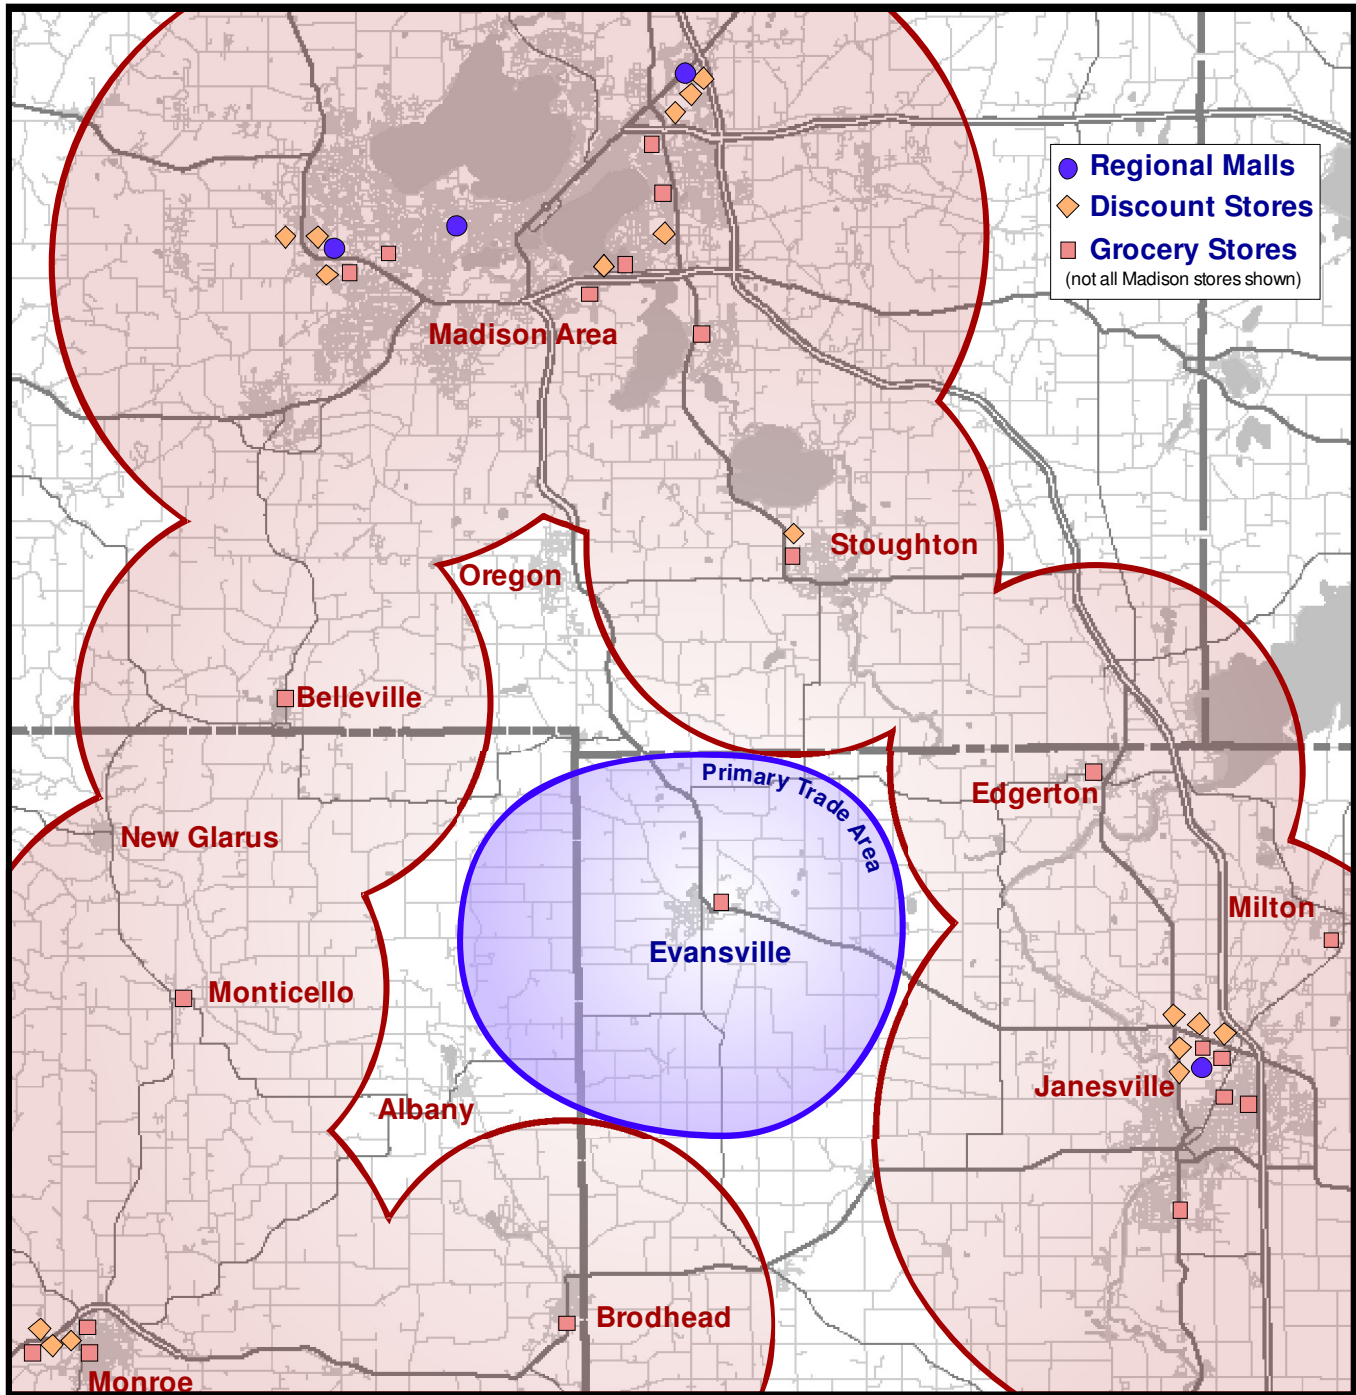 Regional Malls
Discount Stores
Grocery Stores
(not all Madison stores shown)
Madison Area
Stoughton
Oregon
Belleville
Primary Trade Area
Edgerton
New Glarus
Milton
Evansville
Monticello
Janesville
Albany
Brodhead
Monroe